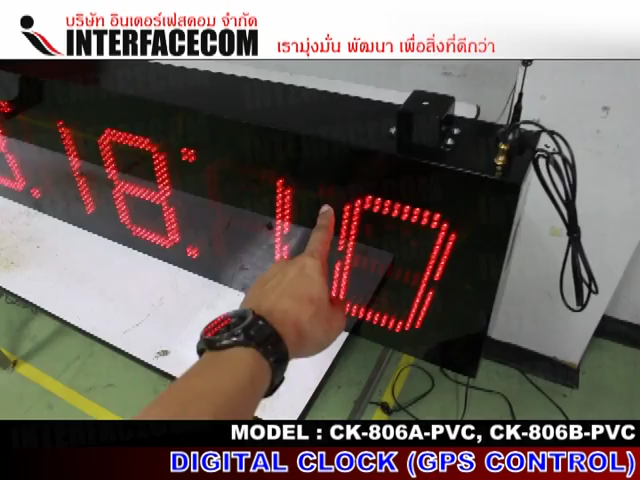 บริษัท อินเตอร์เฟสคอม จำกัด
INTERFACECOM
เรามุ่งมั่น พัฒนา เพื่อสิ่งที่ดีกว่า
:18:10
MODEL : CK-806A-PVC, CK-806B-PVC
DIGITAL CLOCK (GPS CONTROL)